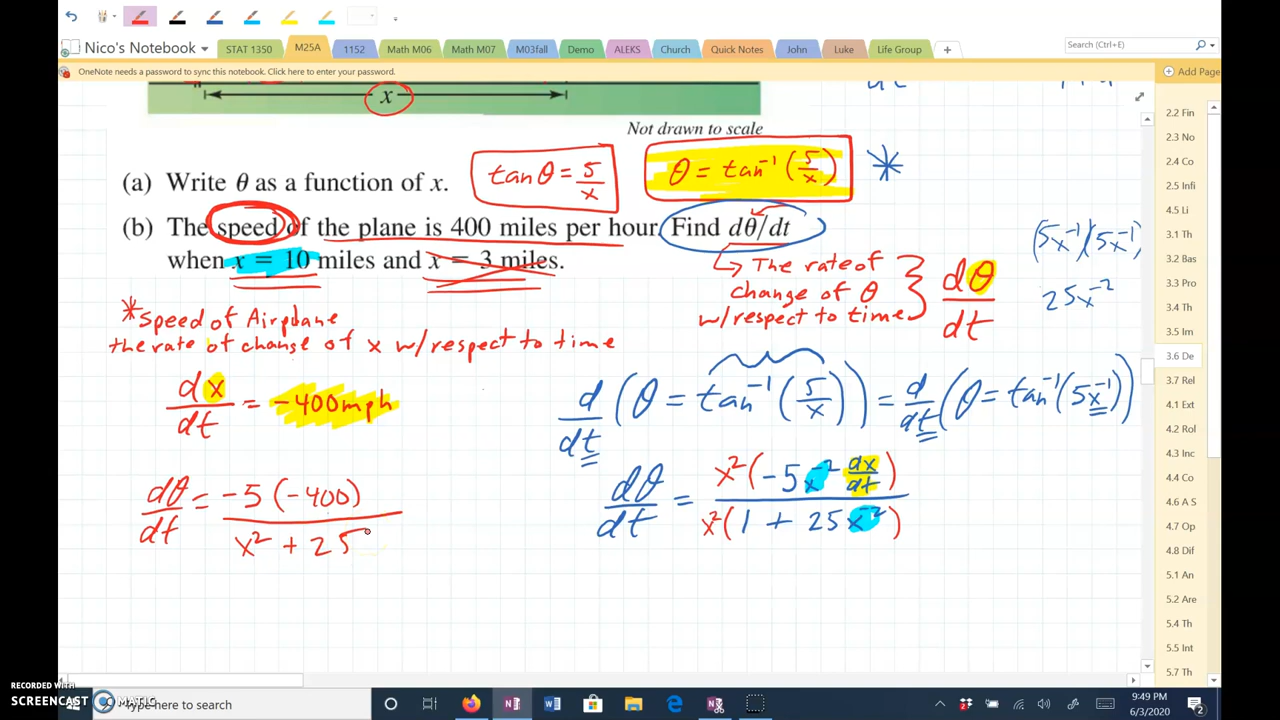 Nico's Notebook
STAT 1350
M25A
1152
Math M06
Math M07
M03fall
Demo
ALEKS
Church
Quick Notes
John
Luke
Life Group
Search (Ctrl+E)
OneNote needs a password to sync this notebook. Click here to enter your password.
Add Page
x
Not drawn to scale
(a) Write θ as a function of x.
tan θ = 5/x
θ = tan⁻¹(5/x) *
(b) The speed of the plane is 400 miles per hour. Find dθ/dt
when x = 10 miles and x = 3 miles.
(5x⁻¹)(5x⁻¹)
25x⁻²
↳ The rate of
change of θ
w/respect to time } dθ/dt
*Speed of Airplane
the rate of change of x w/respect to time
dx/dt = -400mph
d/dt (θ = tan⁻¹(5/x)) = d/dt (θ = tan⁻¹(5x⁻¹))
dθ/dt = x²(-5x⁻² dx/dt) / x²(1 + 25x⁻²)
dθ/dt = -5(-400) / x² + 25
2.2 Fin
2.3 No
2.4 Co
2.5 Infi
4.5 Li
3.1 Th
3.2 Bas
3.3 Pro
3.4 Th
3.5 Im
3.6 De
3.7 Rel
4.1 Ext
4.2 Rol
4.3 Inc
4.4 Co
4.6 A S
4.7 Op
4.8 Dif
5.1 An
5.2 Are
5.4 Th
5.5 Int
5.7 Th
RECORDED WITH
SCREENCAST MATIC
Type here to search
9:49 PM
6/3/2020
2